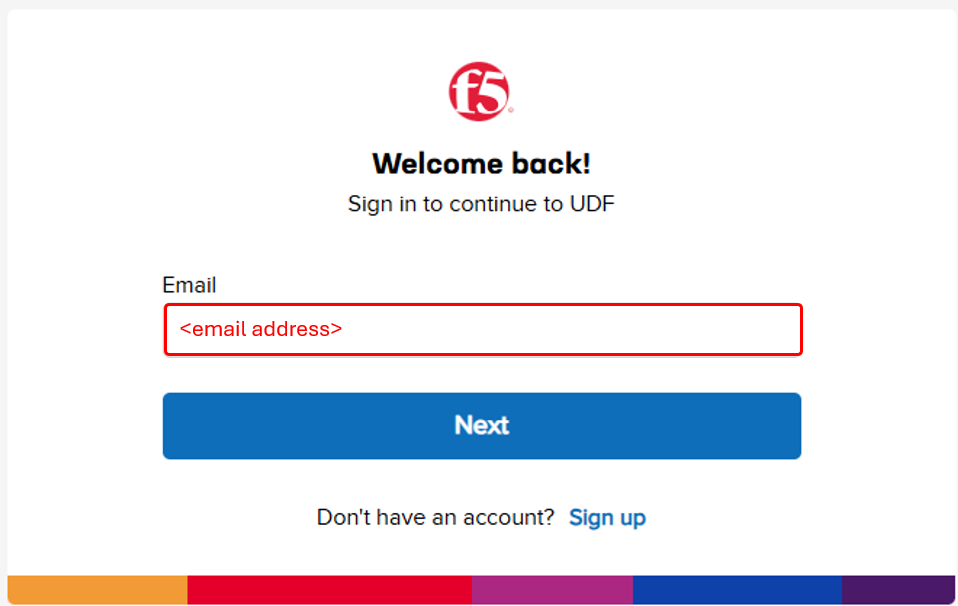 f5
Welcome back!
Sign in to continue to UDF
Email
<email address>
Next
Don't have an account? Sign up